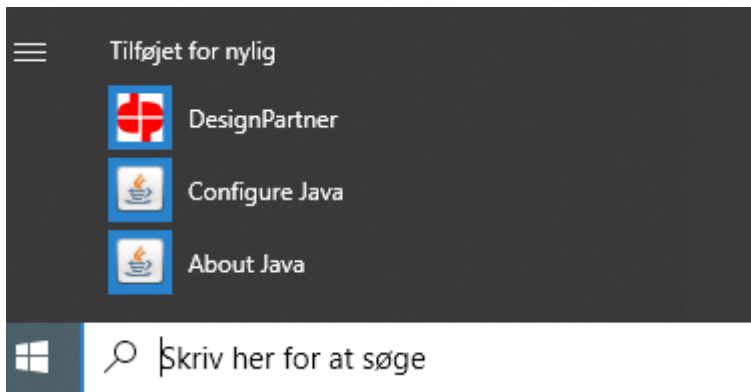 Tilføjet for nylig
DesignPartner
Configure Java
About Java
Skriv her for at søge